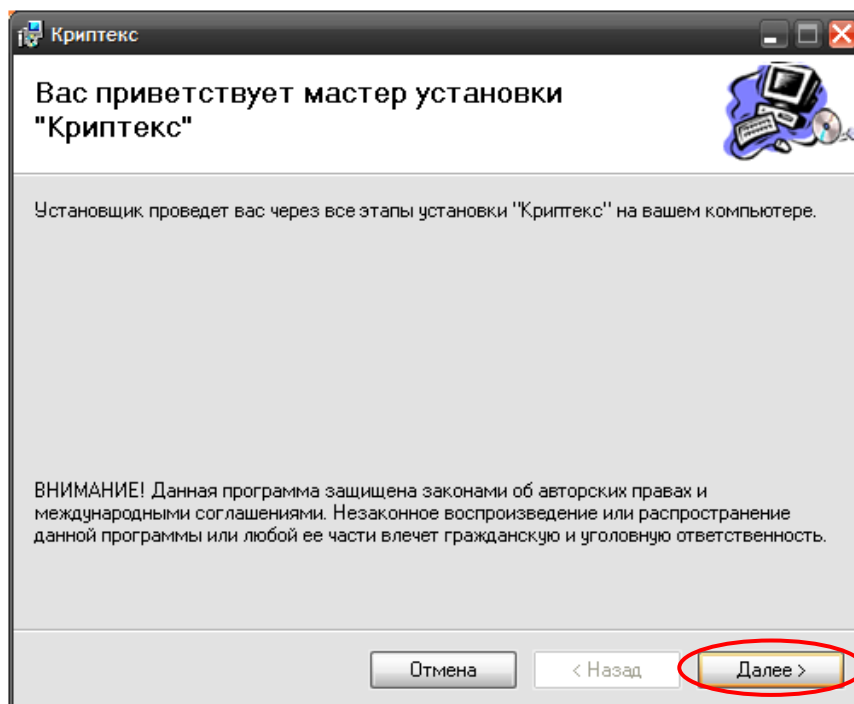 Криптекс
Вас приветствует мастер установки
"Криптекс"
Установщик проведет вас через все этапы установки "Криптекс" на вашем компьютере.
ВНИМАНИЕ! Данная программа защищена законами об авторских правах и
международными соглашениями. Незаконное воспроизведение или распространение
данной программы или любой ее части влечет гражданскую и уголовную ответственность.
Отмена
< Назад
Далее >